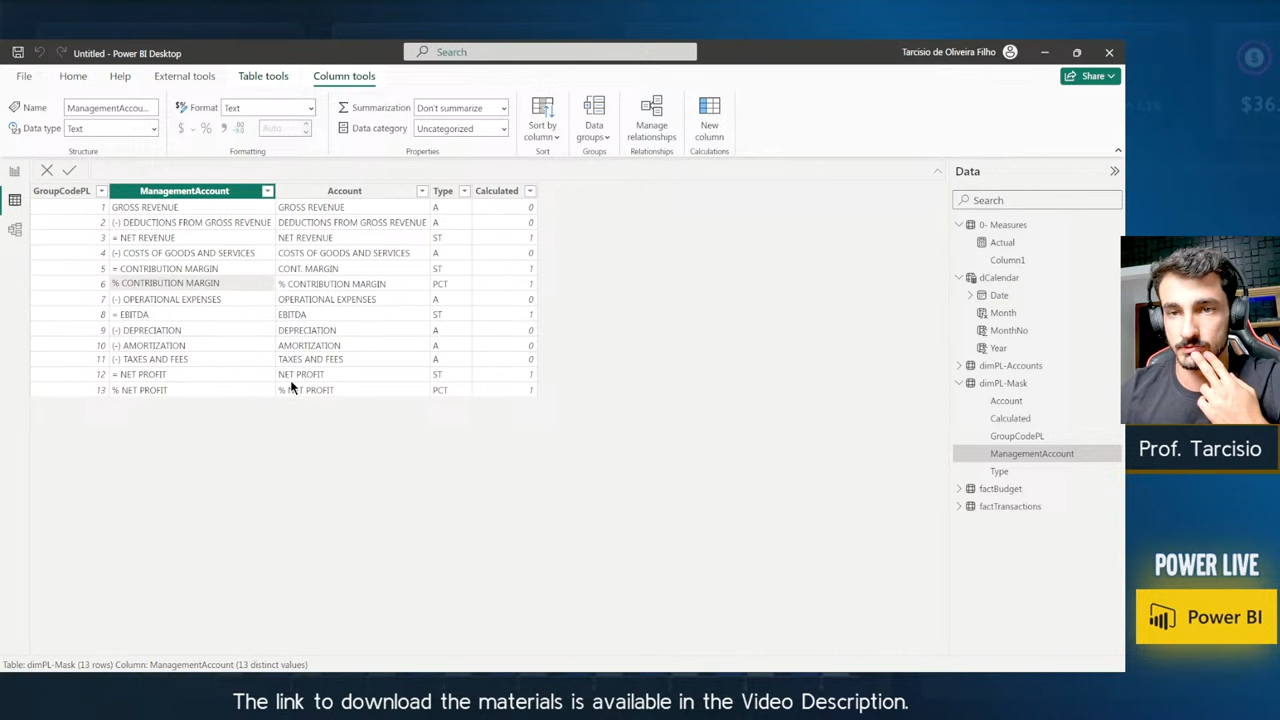 Untitled - Power BI Desktop
Search
Tarcisio de Oliveira Filho
File
Home
Help
External tools
Table tools
Column tools
Share
Name
ManagementAccou...
Format
Text
Summarization
Don't summarize
Data type
Text
Auto
Data category
Uncategorized
Sort by column
Data groups
Manage relationships
New column
Structure
Formatting
Properties
Sort
Groups
Relationships
Calculations
GroupCodePL ManagementAccount Account Type Calculated
1 GROSS REVENUE GROSS REVENUE A 0
2 (-) DEDUCTIONS FROM GROSS REVENUE DEDUCTIONS FROM GROSS REVENUE A 0
3 = NET REVENUE NET REVENUE ST 1
4 (-) COSTS OF GOODS AND SERVICES COSTS OF GOODS AND SERVICES A 0
5 = CONTRIBUTION MARGIN CONT. MARGIN ST 1
6 % CONTRIBUTION MARGIN % CONTRIBUTION MARGIN PCT 1
7 (-) OPERATIONAL EXPENSES OPERATIONAL EXPENSES A 0
8 = EBITDA EBITDA ST 1
9 (-) DEPRECIATION DEPRECIATION A 0
10 (-) AMORTIZATION AMORTIZATION A 0
11 (-) TAXES AND FEES TAXES AND FEES A 0
12 = NET PROFIT NET PROFIT ST 1
13 % NET PROFIT % NET PROFIT PCT 1
Data
Search
0- Measures
Actual
Column1
dCalendar
Date
Month
MonthNo
Year
dimPL-Accounts
dimPL-Mask
Account
Calculated
GroupCodePL
ManagementAccount
Type
factBudget
factTransactions
Table: dimPL-Mask (13 rows) Column: ManagementAccount (13 distinct values)
Prof. Tarcisio
POWER LIVE
Power BI
The link to download the materials is available in the Video Description.